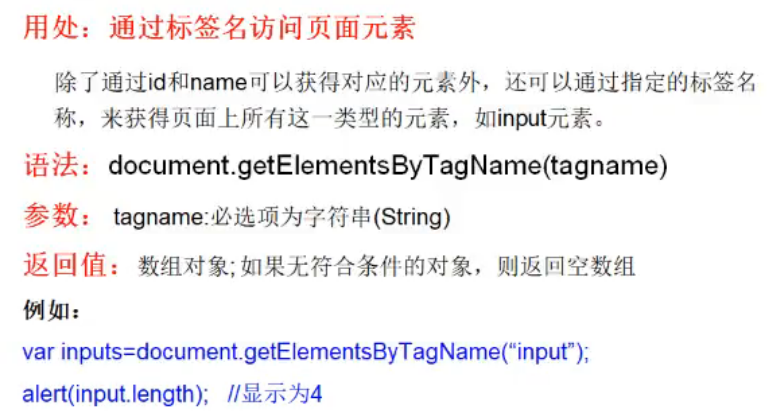 用处：通过标签名访问页面元素
除了通过id和name可以获得对应的元素外，还可以通过指定的标签名
称，来获得页面上所有这一类型的元素，如input元素。
语法：document.getElementsByTagName(tagname)
参数： tagname:必选项为字符串(String)
返回值：数组对象; 如果无符合条件的对象，则返回空数组
例如：
var inputs=document.getElementsByTagName(“input”);
alert(input.length);   //显示为4